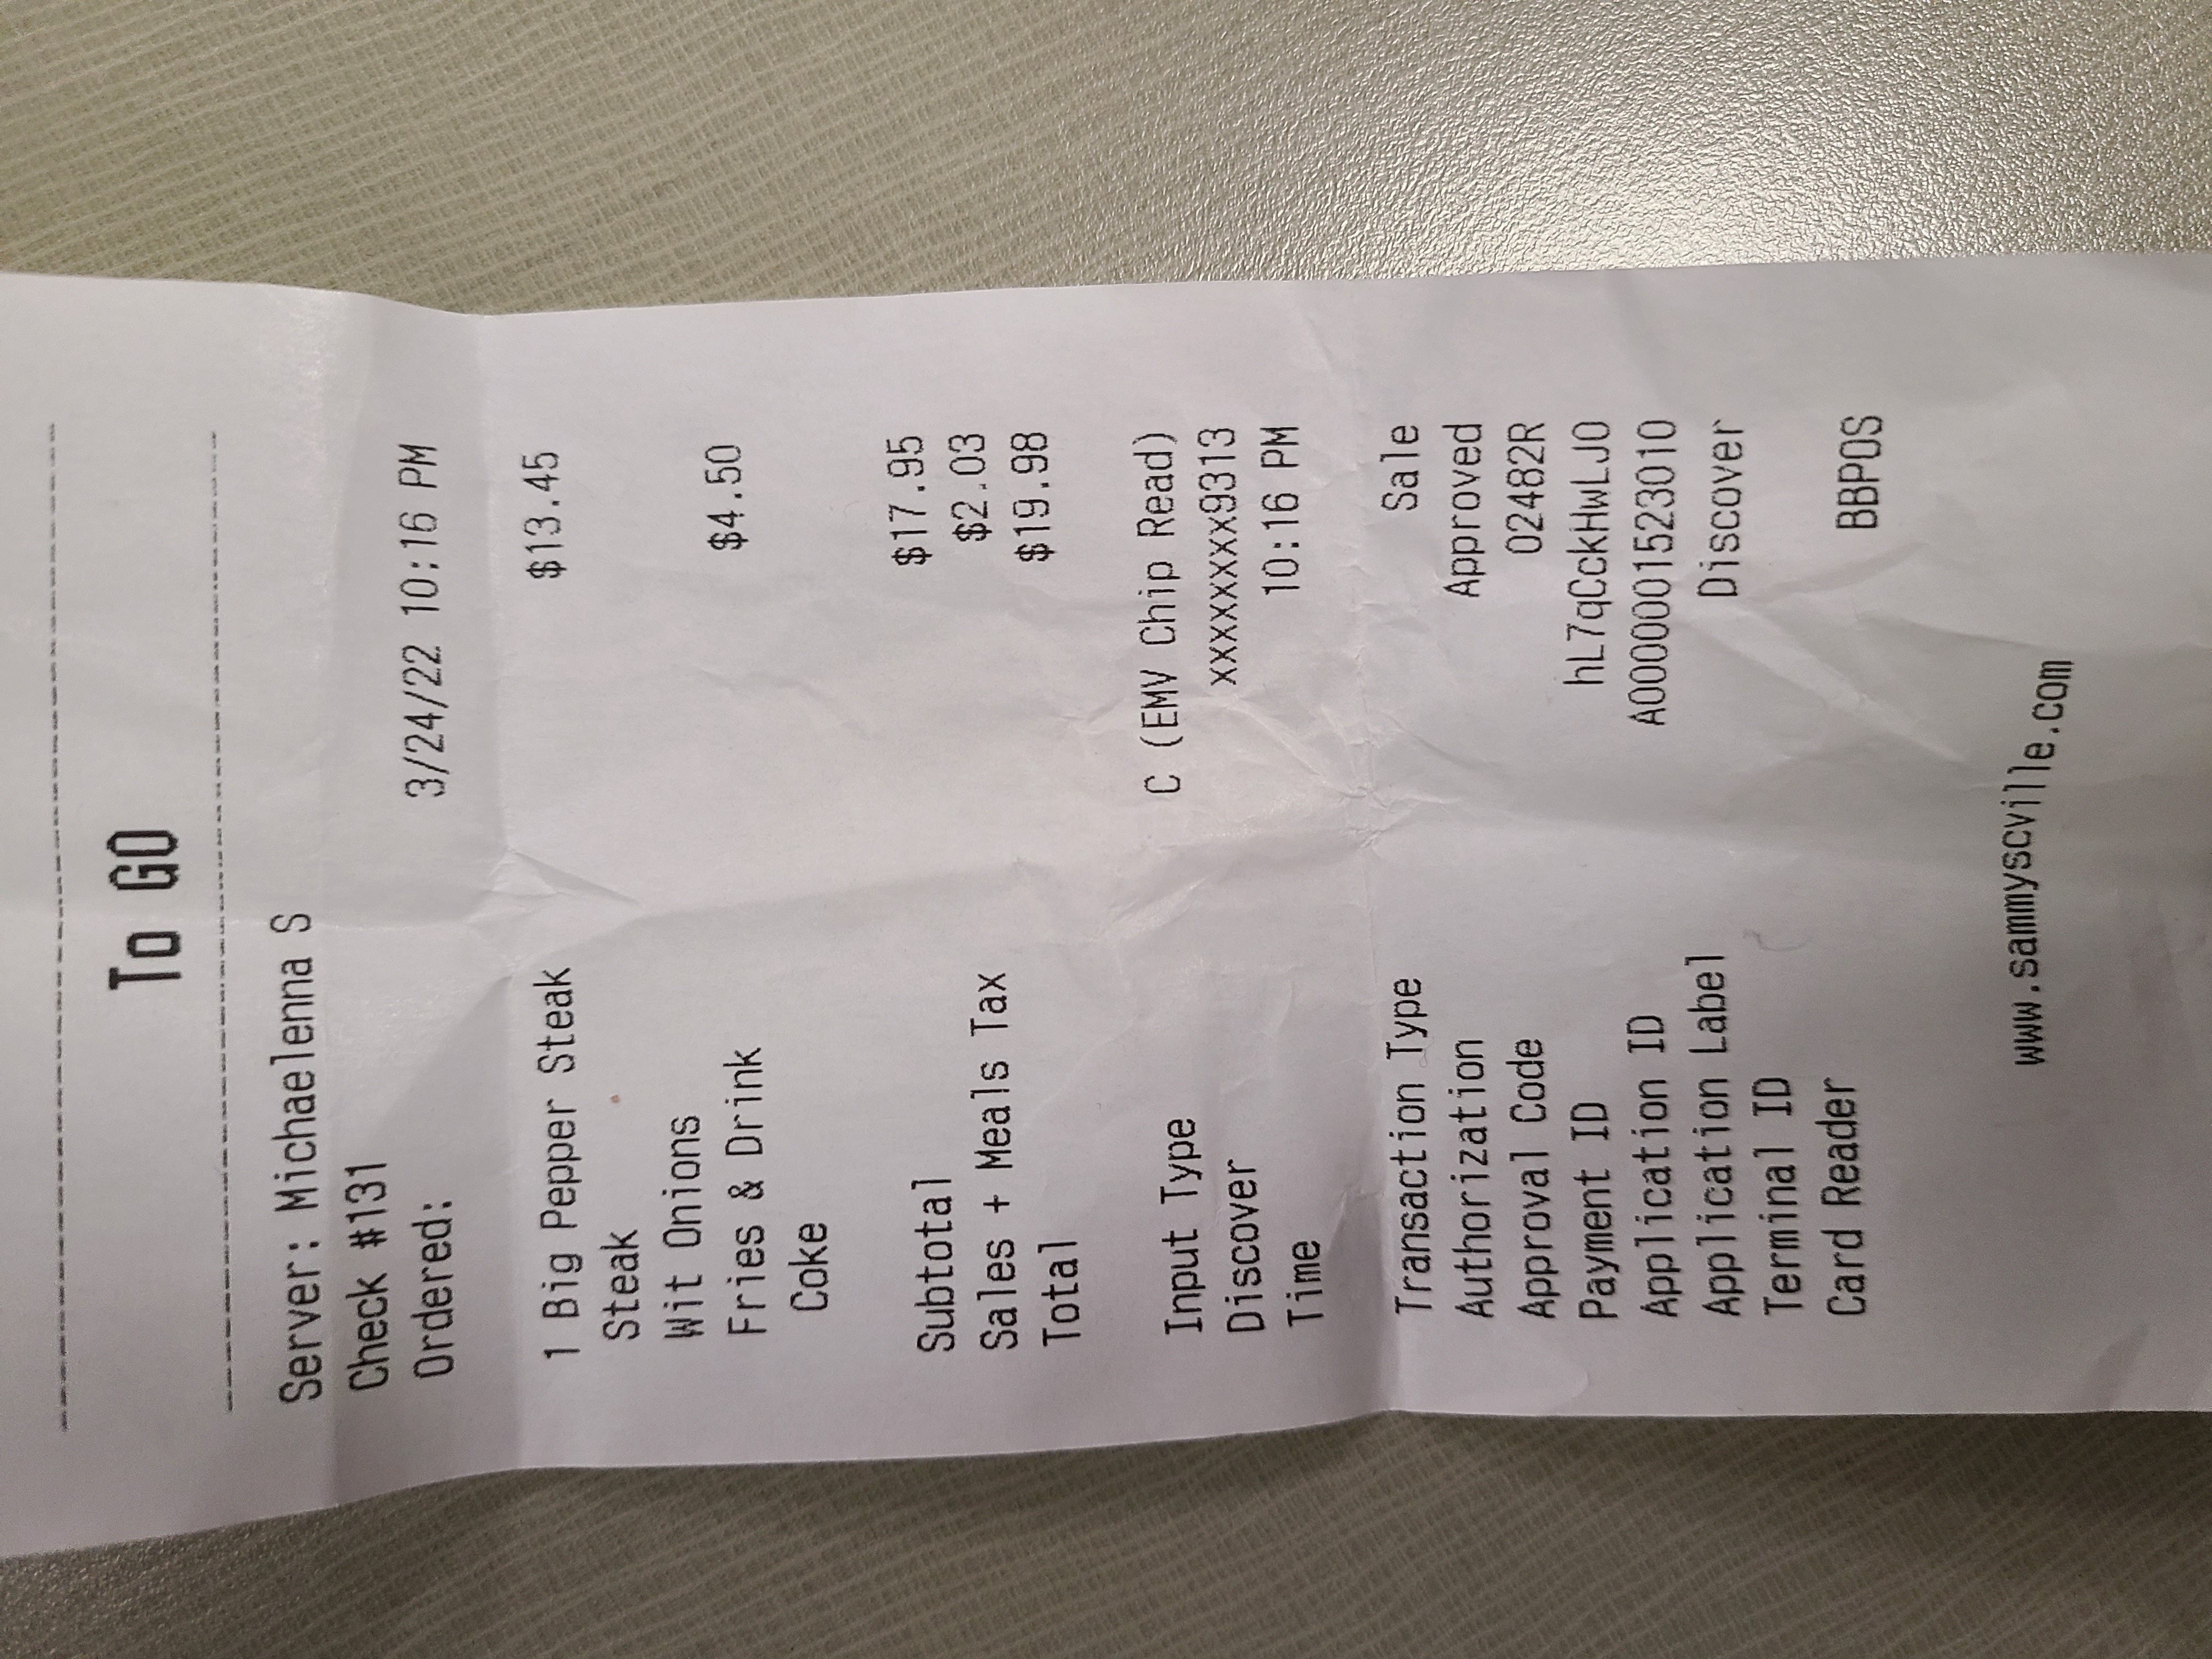 To GO
Server: Michaelenna S
Check #131
Ordered: 3/24/22 10:16 PM
1 Big Pepper Steak $13.45
Steak
Wit Onions
Fries & Drink $4.50
Coke
Subtotal $17.95
Sales + Meals Tax $2.03
Total $19.98
Input Type C (EMV Chip Read)
Discover xxxxxxxx9313
Time 10:16 PM
Transaction Type Sale
Authorization Approved
Approval Code 02482R
Payment ID hL7qCckHwLJ0
Application ID A0000001523010
Application Label Discover
Terminal ID
Card Reader BBPOS
www.sammyscville.com